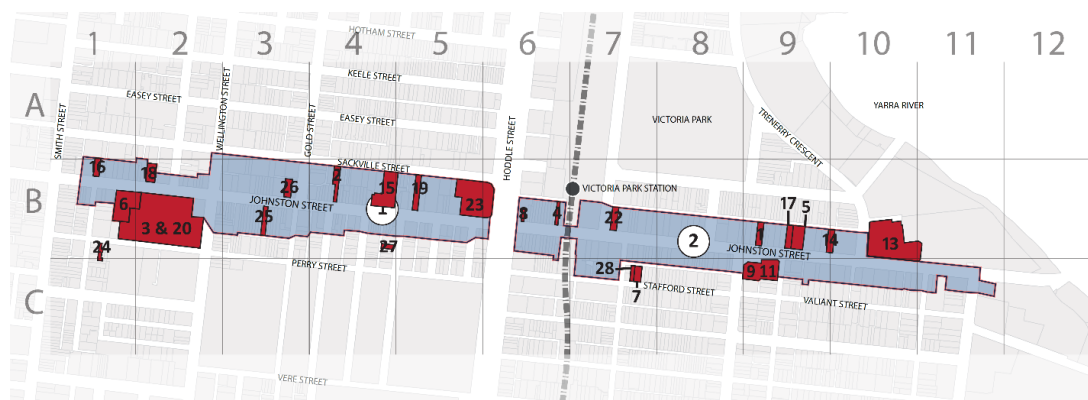 HOTHAM STREET
1 2 3 4 5 6 7 8 9 10 11 12
KEELE STREET
EASEY STREET
A
YARRA RIVER
EASEY STREET
VICTORIA PARK
SMITH STREET
WELLINGTON STREET
GOLD STREET
HODDLE STREET
TRENERRY CRESCENT
SACKVILLE STREET
16
18
2
15
19
26
VICTORIA PARK STATION
B
6
JOHNSTON STREET
1
23
4
22
17
5
25
3 & 20
1
14
13
24
27
2
JOHNSTON STREET
PERRY STREET
28
9
11
7
STAFFORD STREET
C
VALIANT STREET
VERE STREET